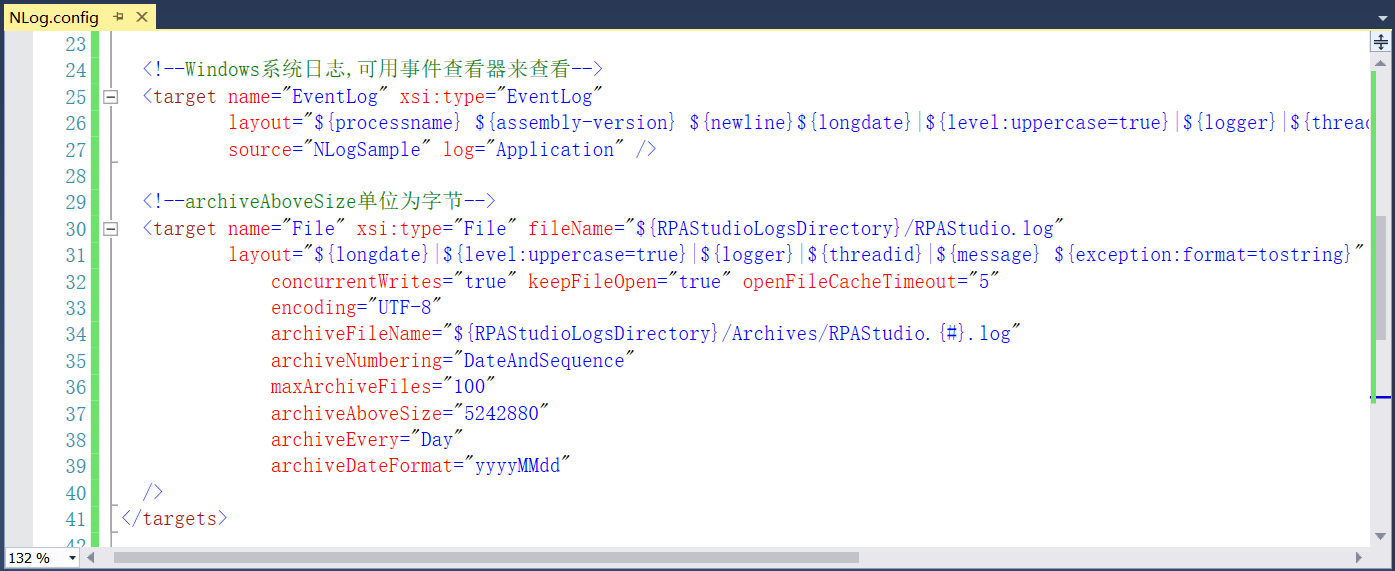 NLog.config
23
24 <!--Windows系统日志,可用事件查看器来查看-->
25 <target name="EventLog" xsi:type="EventLog"
26 layout="${processname} ${assembly-version} ${newline}${longdate}|${level:uppercase=true}|${logger}|${threa
27 source="NLogSample" log="Application" />
28
29 <!--archiveAboveSize单位为字节-->
30 <target name="File" xsi:type="File" fileName="${RPAStudioLogsDirectory}/RPAStudio.log"
31 layout="${longdate}|${level:uppercase=true}|${logger}|${threadid}|${message} ${exception:format=tostring}"
32 concurrentWrites="true" keepFileOpen="true" openFileCacheTimeout="5"
33 encoding="UTF-8"
34 archiveFileName="${RPAStudioLogsDirectory}/Archives/RPAStudio.{#}.log"
35 archiveNumbering="DateAndSequence"
36 maxArchiveFiles="100"
37 archiveAboveSize="5242880"
38 archiveEvery="Day"
39 archiveDateFormat="yyyyMMdd"
40 />
41 </targets>
42
132 %